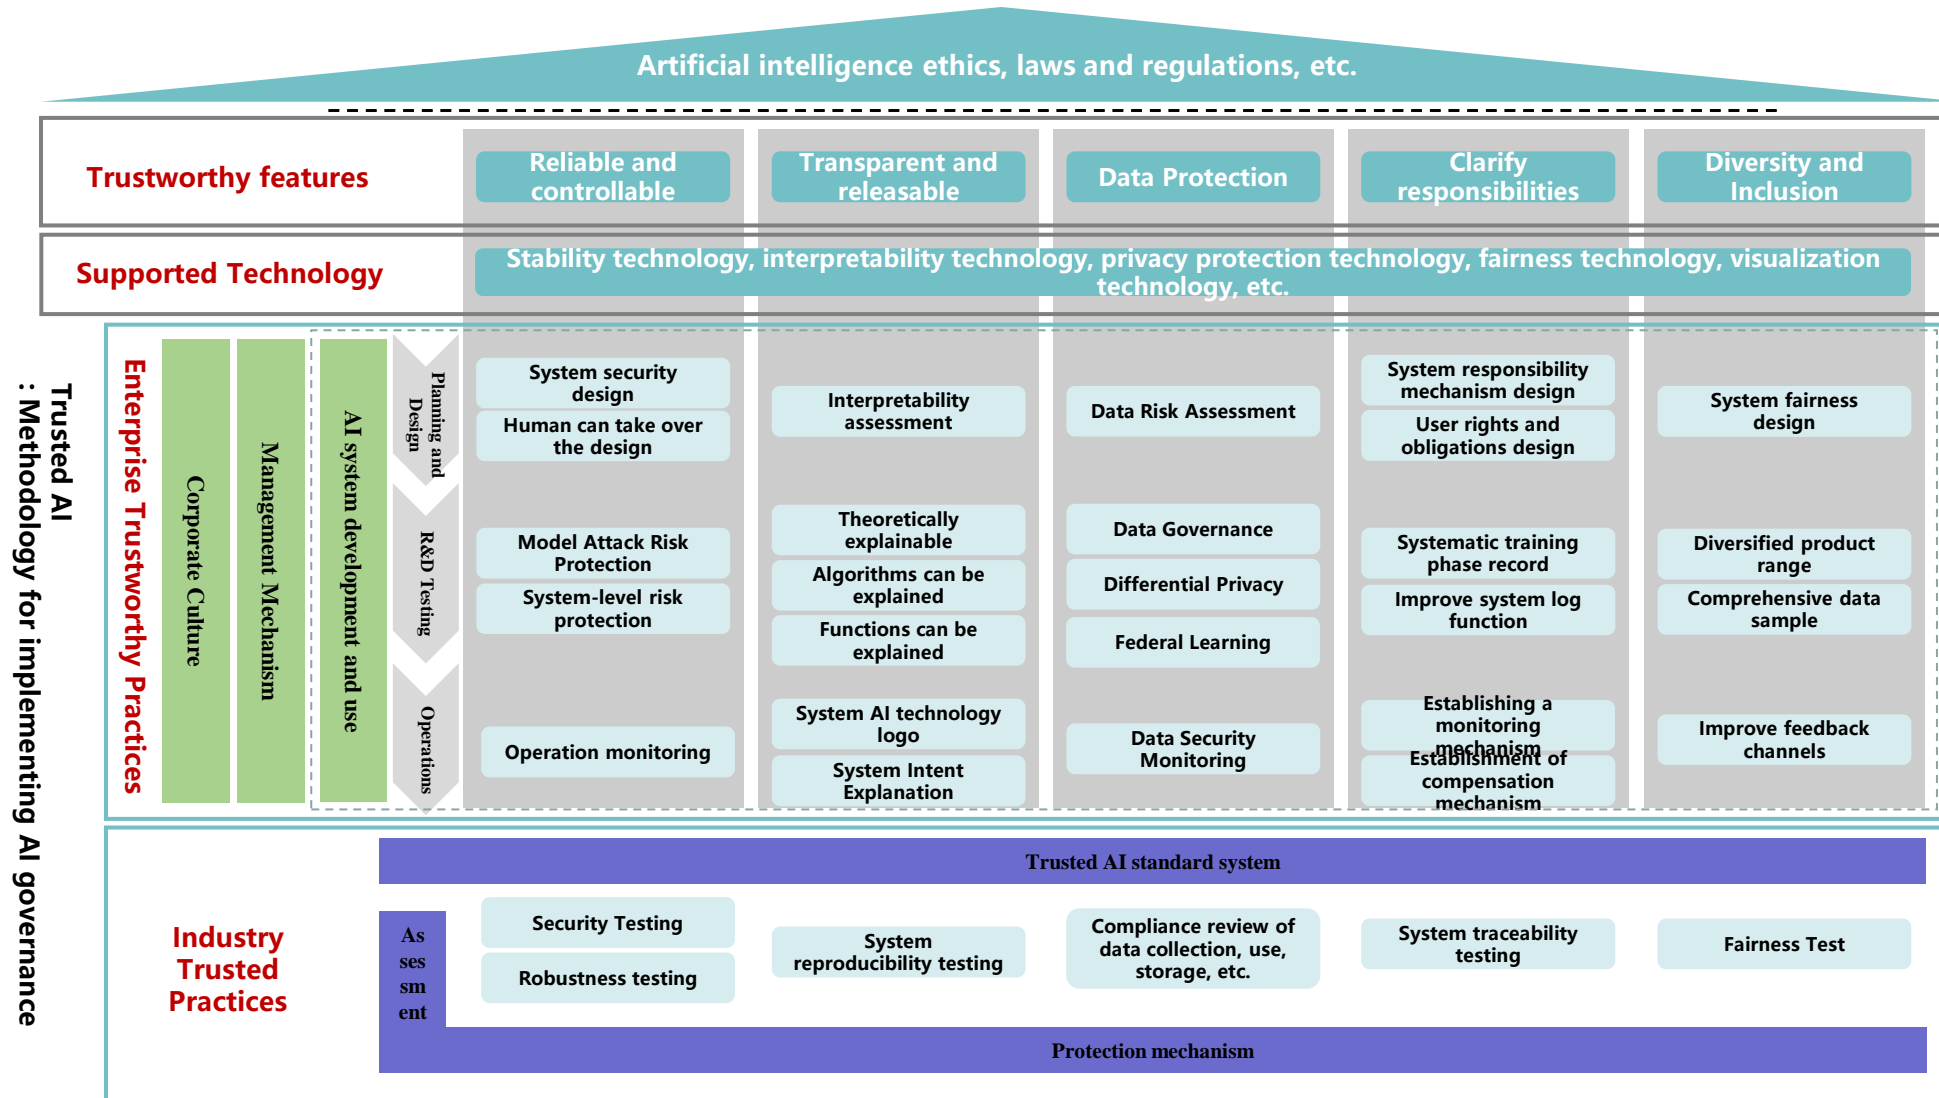 Artificial intelligence ethics, laws and regulations, etc.
Trustworthy features
Reliable and
controllable
Transparent and
releasable
Data Protection
Clarify
responsibilities
Diversity and
Inclusion
Supported Technology
Stability technology, interpretability technology, privacy protection technology, fairness technology, visualization
technology, etc.
Trusted AI
: Methodology for implementing AI governance
Enterprise Trustworthy Practices
Corporate Culture
Management Mechanism
AI system development and use
Planning and
Design
System security
design
Human can take over
the design
Interpretability
assessment
Data Risk Assessment
System responsibility
mechanism design
User rights and
obligations design
System fairness
design
R&D Testing
Model Attack Risk
Protection
System-level risk
protection
Theoretically
explainable
Algorithms can be
explained
Functions can be
explained
Data Governance
Differential Privacy
Federal Learning
Systematic training
phase record
Improve system log
function
Diversified product
range
Comprehensive data
sample
Operations
Operation monitoring
System AI technology
logo
System Intent
Explanation
Data Security
Monitoring
Establishing a
monitoring
mechanism
Establishment of
compensation
mechanism
Improve feedback
channels
Industry
Trusted
Practices
Trusted AI standard system
As
ses
sm
ent
Security Testing
Robustness testing
System
reproducibility testing
Compliance review of
data collection, use,
storage, etc.
System traceability
testing
Fairness Test
Protection mechanism